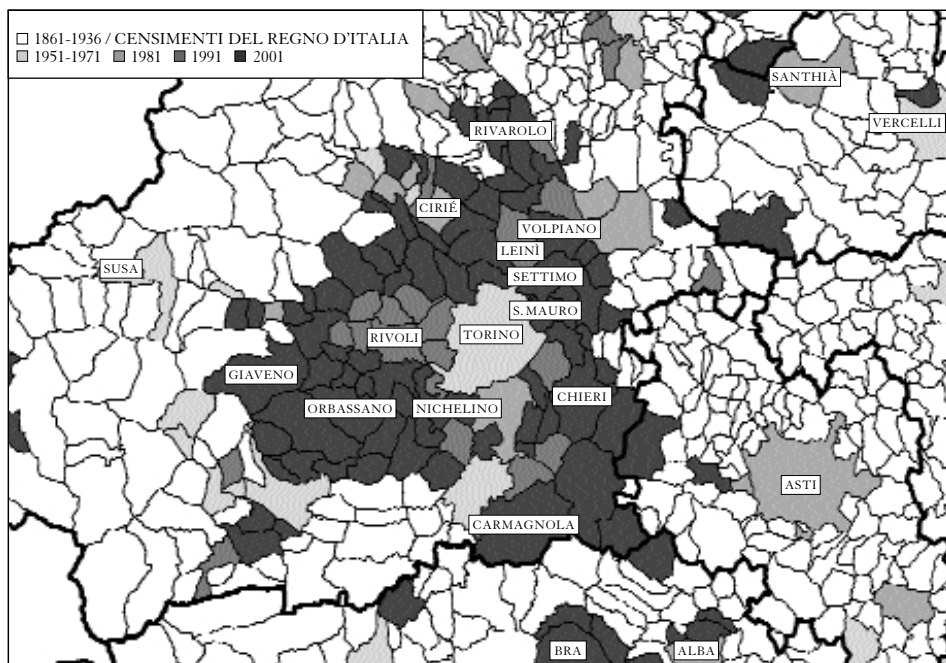 1861-1936 / CENSIMENTI DEL REGNO D'ITALIA
1951-1971 1981 1991 2001
SANTHIÀ
VERCELLI
RIVAROLO
CIRIÉ
VOLPIANO
LEINÌ
SUSA
SETTIMO
S. MAURO
RIVOLI
TORINO
GIAVENO
CHIERI
ORBASSANO
NICHELINO
ASTI
CARMAGNOLA
BRA
ALBA